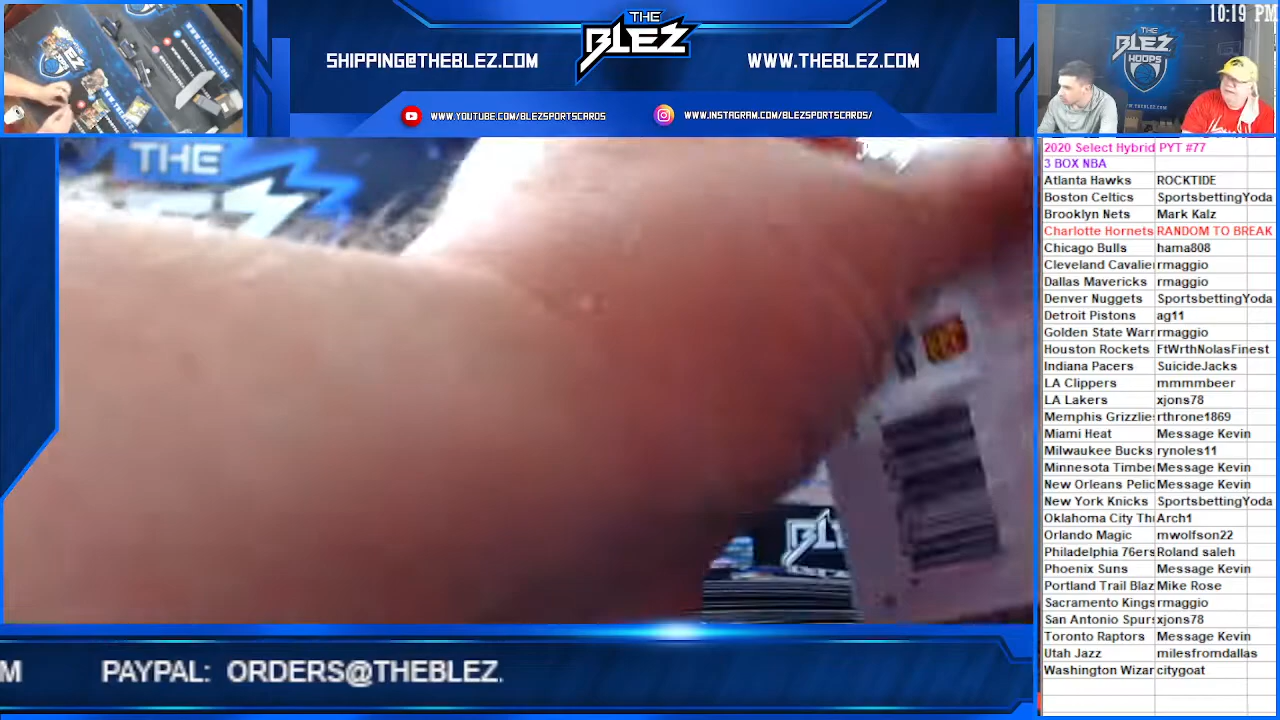 10:19 PM
THE
BLEZ
SHIPPING@THEBLEZ.COM
WWW.THEBLEZ.COM
WWW.YOUTUBE.COM/BLEZSPORTSCARDS
WWW.INSTAGRAM.COM/BLEZSPORTSCARDS/
THE
BLEZ
HOOPS
THE
2020 Select Hybrid PYT #77
3 BOX NBA
Atlanta Hawks ROCKTIDE
Boston Celtics SportsbettingYoda
Brooklyn Nets Mark Kalz
Charlotte Hornets RANDOM TO BREAK
Chicago Bulls hama808
Cleveland Cavalie rmaggio
Dallas Mavericks rmaggio
Denver Nuggets SportsbettingYoda
Detroit Pistons ag11
Golden State Warr rmaggio
Houston Rockets FtWrthNolasFinest
Indiana Pacers SuicideJacks
LA Clippers mmmmbeer
LA Lakers xjons78
Memphis Grizzlie rthrone1869
Miami Heat Message Kevin
Milwaukee Bucks rynoles11
Minnesota Timbe Message Kevin
New Orleans Pelic Message Kevin
New York Knicks SportsbettingYoda
Oklahoma City Th Arch1
Orlando Magic mwolfson22
Philadelphia 76ers Roland saleh
Phoenix Suns Message Kevin
Portland Trail Blaz Mike Rose
Sacramento Kings rmaggio
San Antonio Spurs xjons78
Toronto Raptors Message Kevin
Utah Jazz milesfromdallas
Washington Wizar citygoat
M PAYPAL: ORDERS@THEBLEZ.